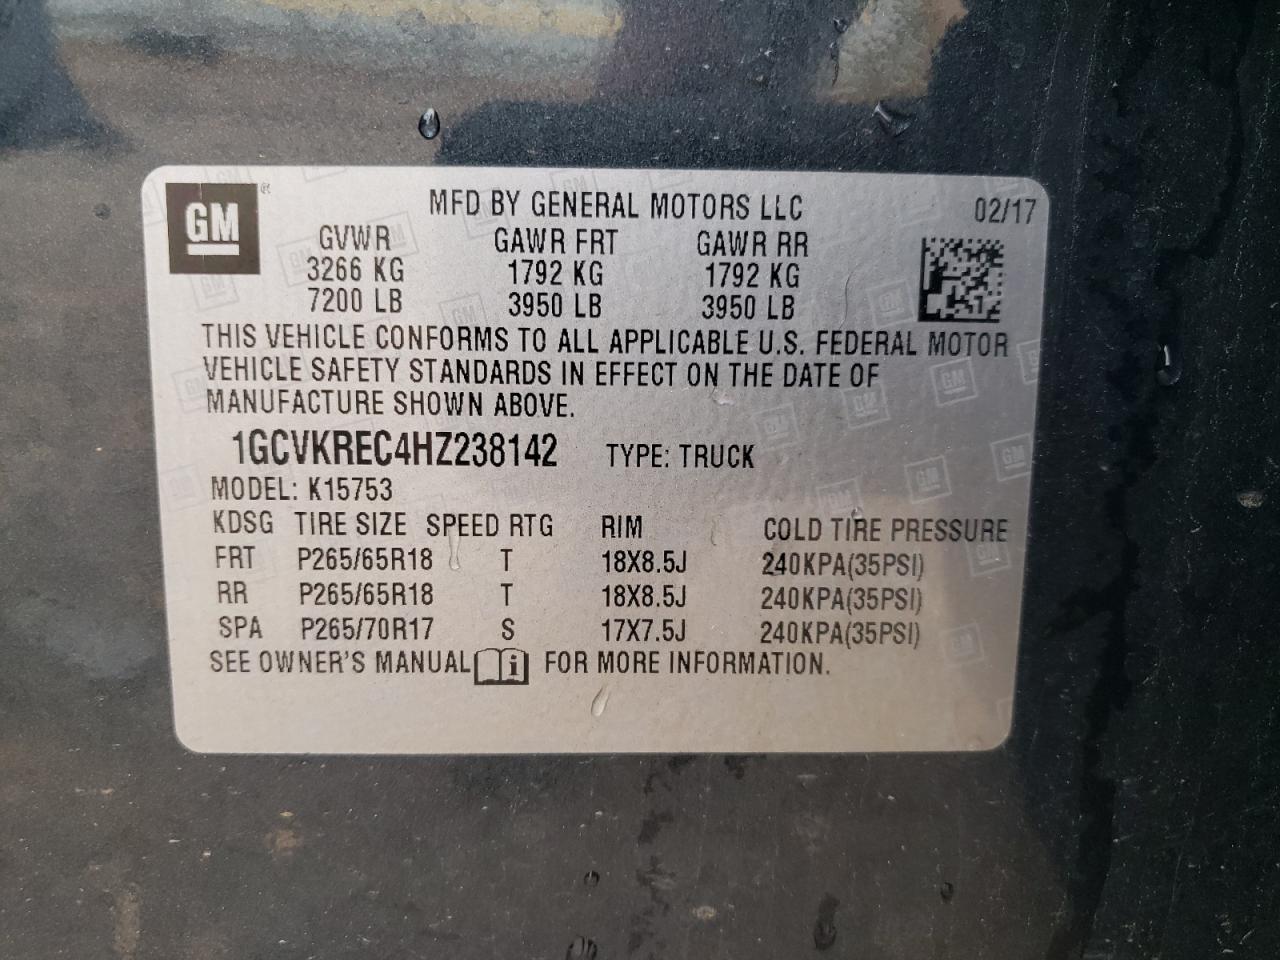 GM ® MFD BY GENERAL MOTORS LLC 02/17
GVWR GAWR FRT GAWR RR
3266 KG 1792 KG 1792 KG
7200 LB 3950 LB 3950 LB
THIS VEHICLE CONFORMS TO ALL APPLICABLE U.S. FEDERAL MOTOR
VEHICLE SAFETY STANDARDS IN EFFECT ON THE DATE OF
MANUFACTURE SHOWN ABOVE.
1GCVKREC4HZ238142 TYPE: TRUCK
MODEL: K15753
KDSG TIRE SIZE SPEED RTG RIM COLD TIRE PRESSURE
FRT P265/65R18 T 18X8.5J 240KPA(35PSI)
RR P265/65R18 T 18X8.5J 240KPA(35PSI)
SPA P265/70R17 S 17X7.5J 240KPA(35PSI)
SEE OWNER'S MANUAL i FOR MORE INFORMATION.